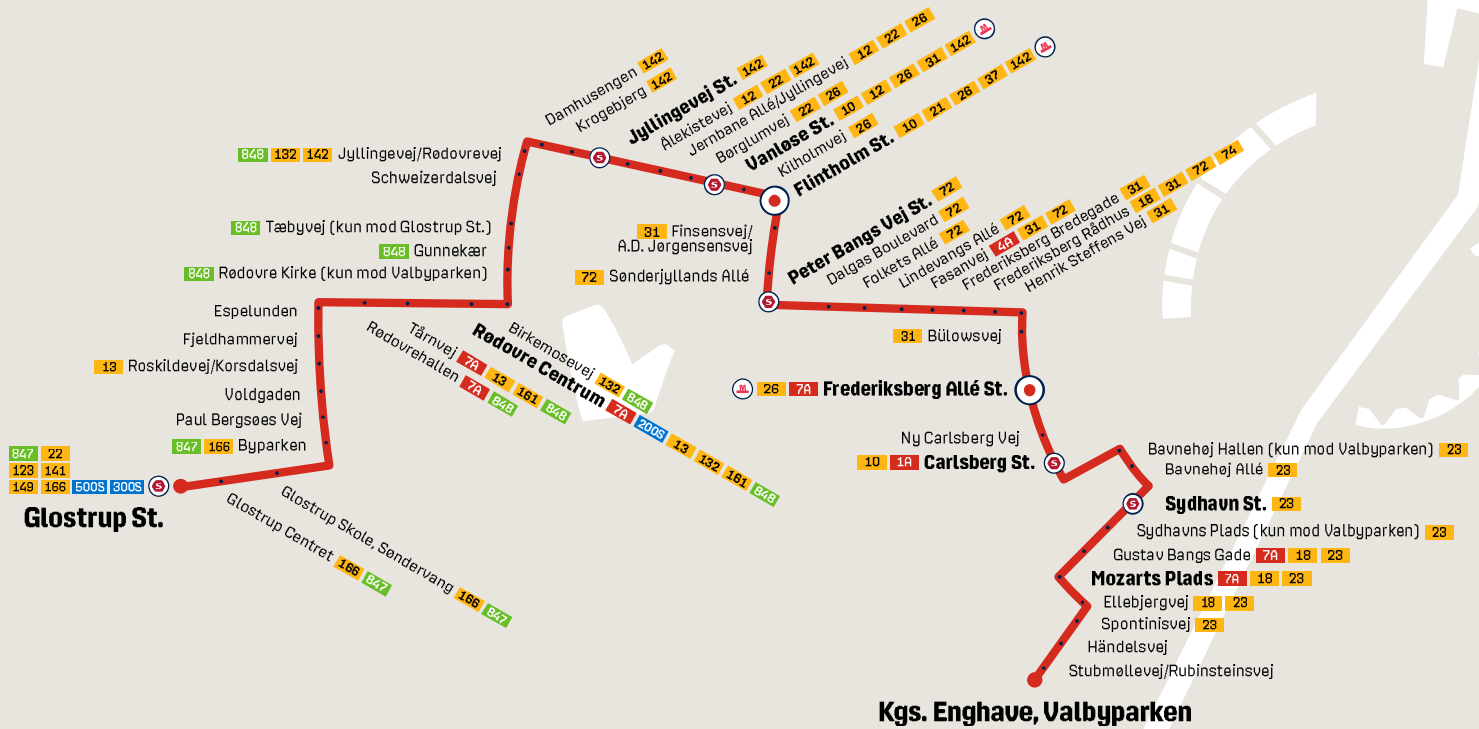 Damhusengen 142
Krogebjerg 142
Jyllingevej St. 142
Ålekistevej 12 22 142
Jernbane Allé/Jyllingevej 12 22 26
Børglumvej 22 26
Vanløse St. 10 12 26 31 142 M
Kilholmvej 26
Flintholm St. 10 21 26 37 142 M
848 132 142 Jyllingevej/Rødovrevej
Schweizerdalsvej
848 Tæbyvej (kun mod Glostrup St.)
848 Gunnekær
848 Rødovre Kirke (kun mod Valbyparken)
31 Finsensvej/
A.D. Jørgensensvej
72 Sønderjyllands Allé
Peter Bangs Vej St. 72
Dalgas Boulevard 72
Folkets Allé 72
Lindevangs Allé 72
Fasanvej 4A 31 72
Frederiksberg Bredegade 31
Frederiksberg Rådhus 18 31 72 74
Henrik Steffens Vej 31
Espelunden
Fjeldhammervej
13 Roskildevej/Korsdalsvej
Voldgaden
Paul Bergsøes Vej
847 166 Byparken
Birkemosevej 132 848
Rødovre Centrum 7A 200S 13 132 161 848
Tårnvej 7A 13 161 848
Rødovrehallen 7A 848
31 Bülowsvej
M 26 7A Frederiksberg Allé St.
Ny Carlsberg Vej
10 1A Carlsberg St. S
847 22
123 141
149 166 500S 300S S
Glostrup St.
Glostrup Skole, Søndervang 166 847
Glostrup Centret 166 847
Bavnehøj Hallen (kun mod Valbyparken) 23
Bavnehøj Allé 23
S Sydhavn St. 23
Sydhavns Plads (kun mod Valbyparken) 23
Gustav Bangs Gade 7A 18 23
Mozarts Plads 7A 18 23
Ellebjergvej 18 23
Spontinisvej 23
Händelsvej
Stubmøllevej/Rubinsteinsvej
Kgs. Enghave, Valbyparken